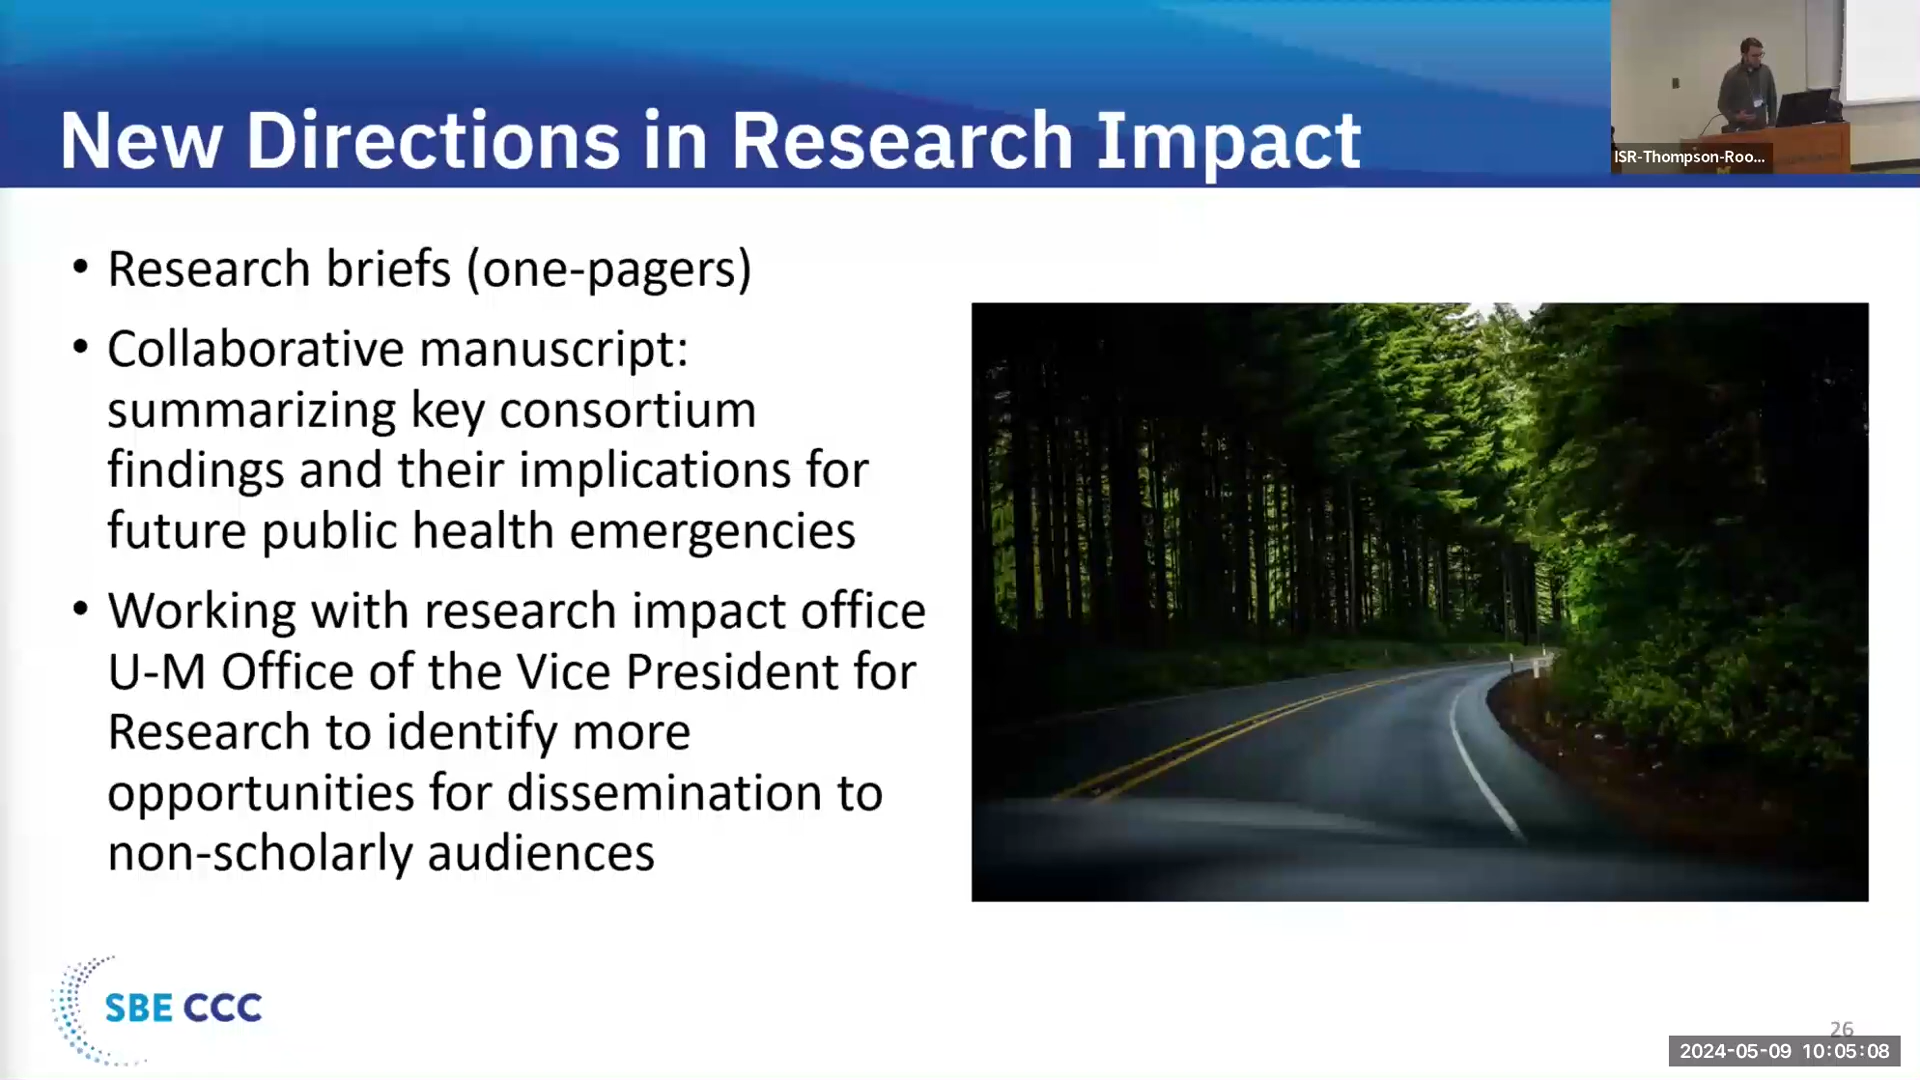 New Directions in Research Impact
ISR-Thompson-Roo...
• Research briefs (one-pagers)
• Collaborative manuscript:
summarizing key consortium
findings and their implications for
future public health emergencies
• Working with research impact office
U-M Office of the Vice President for
Research to identify more
opportunities for dissemination to
non-scholarly audiences
SBE CCC
26
2024-05-09 10:05:08